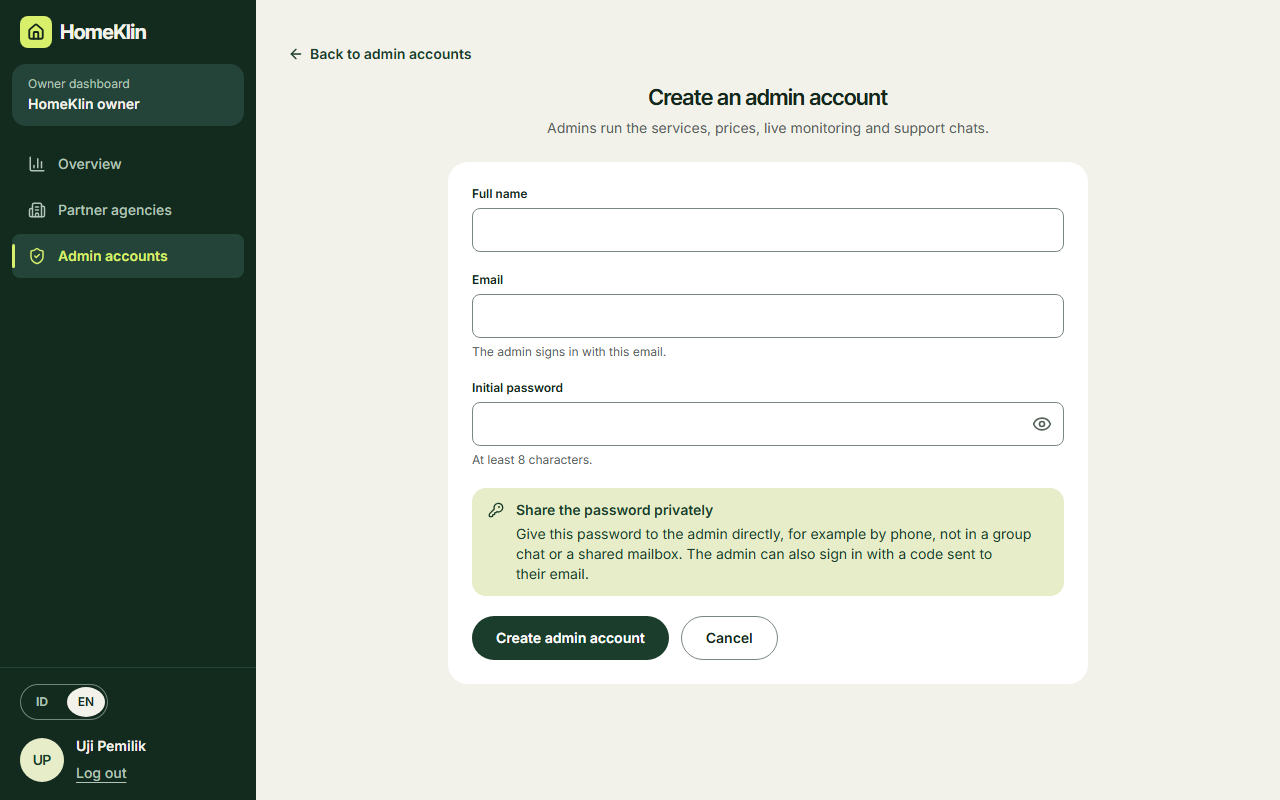 HomeKlin
Owner dashboard
HomeKlin owner
Overview
Partner agencies
Admin accounts
ID
EN
UP
Uji Pemilik
Log out
Back to admin accounts
Create an admin account
Admins run the services, prices, live monitoring and support chats.
Full name
Email
The admin signs in with this email.
Initial password
At least 8 characters.
Share the password privately
Give this password to the admin directly, for example by phone, not in a group
chat or a shared mailbox. The admin can also sign in with a code sent to
their email.
Create admin account
Cancel